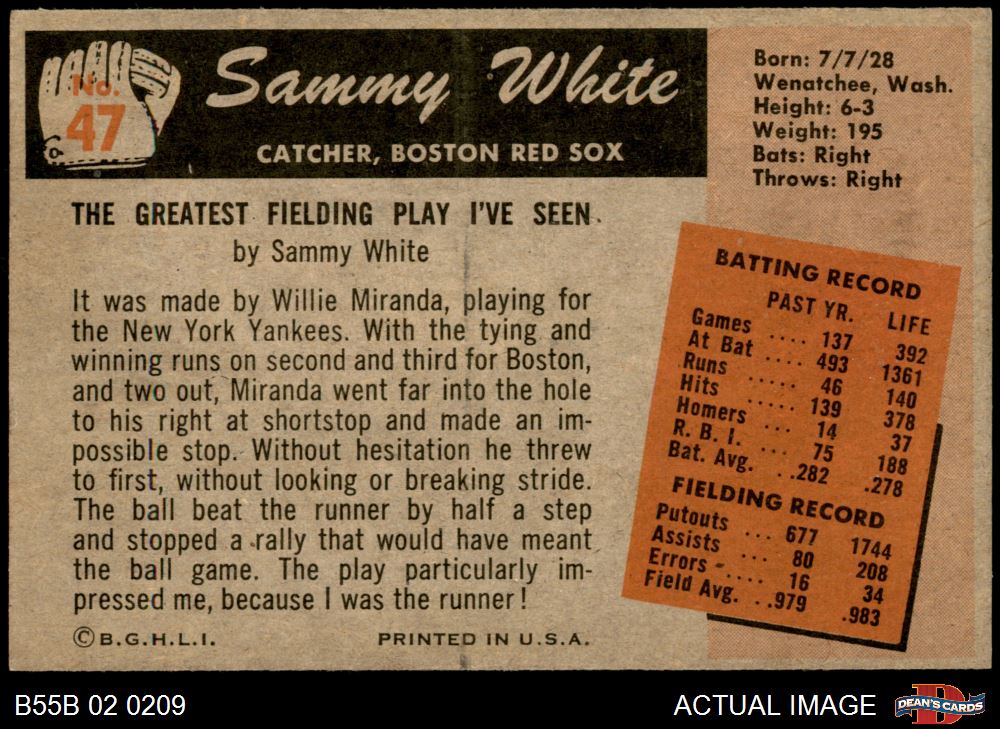 No.
47
Sammy White
CATCHER, BOSTON RED SOX
Born: 7/7/28
Wenatchee, Wash.
Height: 6-3
Weight: 195
Bats: Right
Throws: Right
THE GREATEST FIELDING PLAY I'VE SEEN
by Sammy White
It was made by Willie Miranda, playing for
the New York Yankees. With the tying and
winning runs on second and third for Boston,
and two out, Miranda went far into the hole
to his right at shortstop and made an im-
possible stop. Without hesitation he threw
to first, without looking or breaking stride.
The ball beat the runner by half a step
and stopped a rally that would have meant
the ball game. The play particularly im-
pressed me, because I was the runner!
©B.G.H.L.I. PRINTED IN U.S.A.
BATTING RECORD
PAST YR. LIFE
Games .... 137 392
At Bat .... 493 1361
Runs ..... 46 140
Hits ..... 139 378
Homers ... 14 37
R. B. I. ... 75 188
Bat. Avg. .282 .278
FIELDING RECORD
Putouts ... 677 1744
Assists ... 80 208
Errors ..... 16 34
Field Avg. . .979 .983
B55B 02 0209
ACTUAL IMAGE
D
DEAN'S CARDS